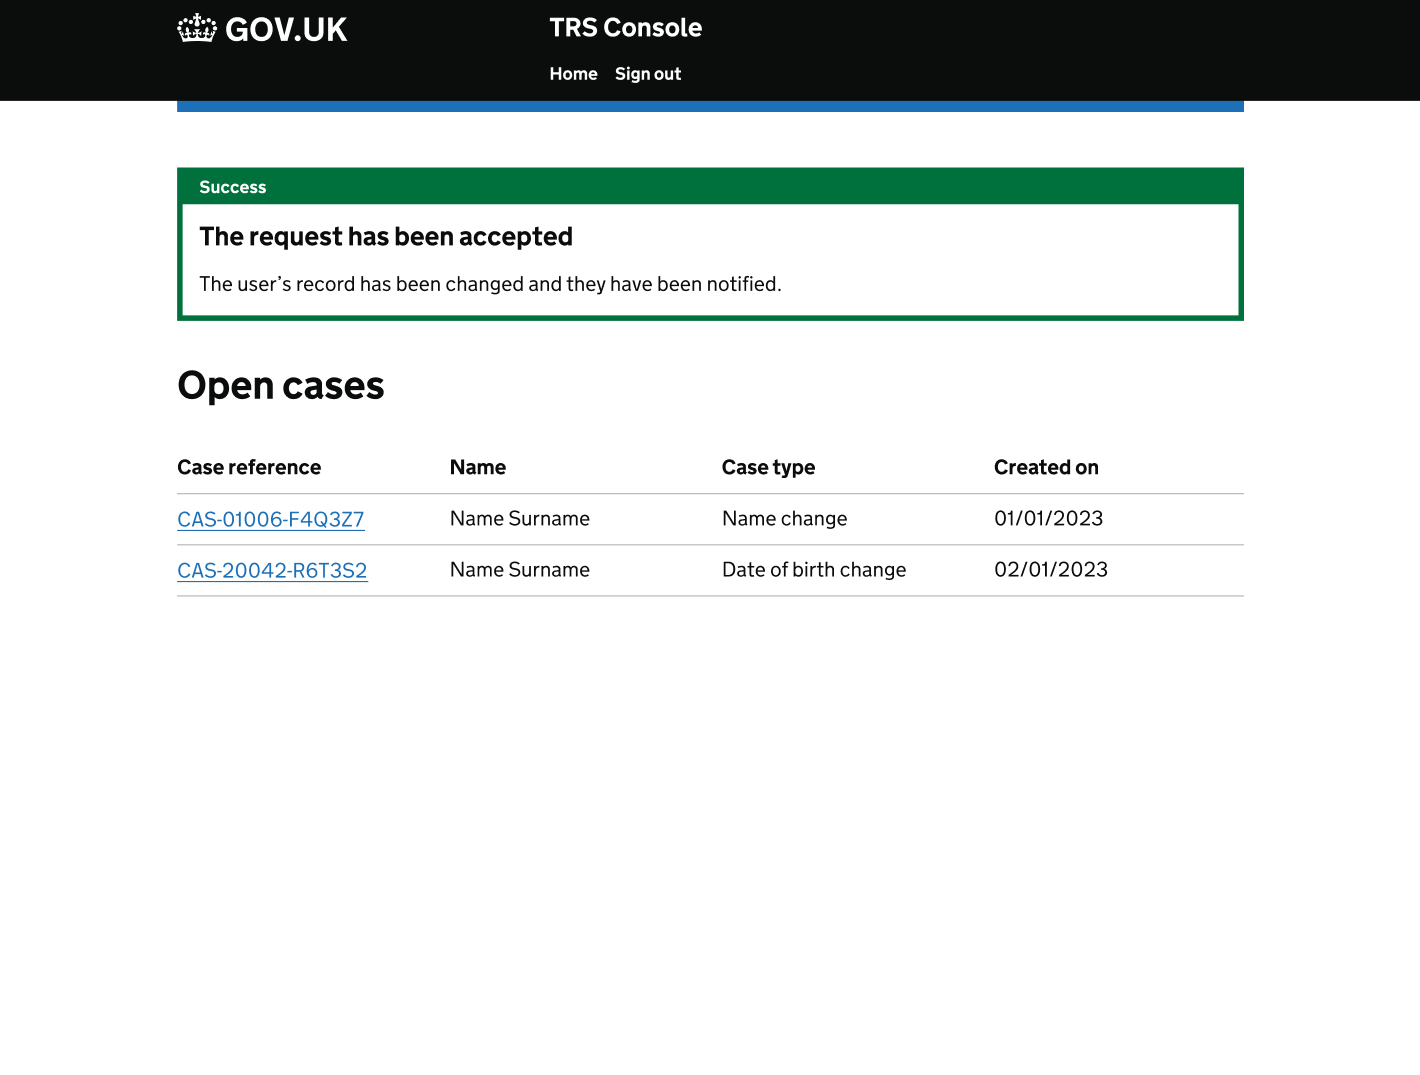 GOV.UK
TRS Console
Home Sign out
Success
The request has been accepted
The user’s record has been changed and they have been notified.
Open cases
Case reference Name Case type Created on
CAS-01006-F4Q3Z7 Name Surname Name change 01/01/2023
CAS-20042-R6T3S2 Name Surname Date of birth change 02/01/2023